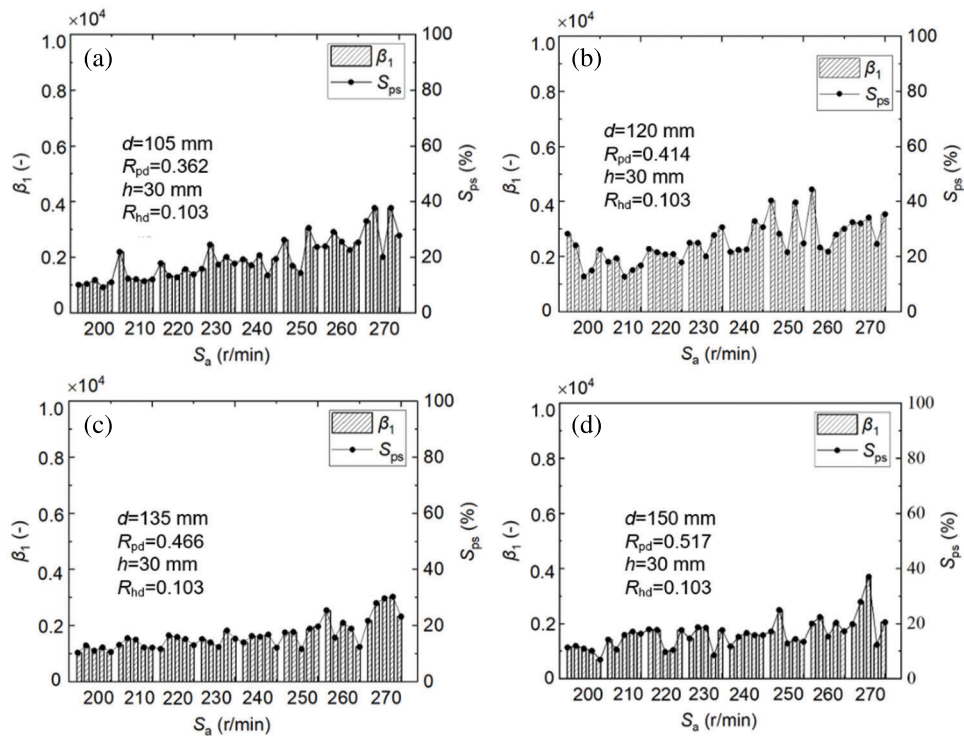 ×10⁴
(a)
β₁
Sps
d=105 mm
Rpd=0.362
h=30 mm
Rhd=0.103
1.0
0.8
0.6
0.4
0.2
0
β₁ (-)
100
80
60
40
20
0
Sps (%)
200 210 220 230 240 250 260 270
Sa (r/min)
×10⁴
(b)
β₁
Sps
d=120 mm
Rpd=0.414
h=30 mm
Rhd=0.103
1.0
0.8
0.6
0.4
0.2
0
β₁ (-)
100
80
60
40
20
0
Sps (%)
200 210 220 230 240 250 260 270
Sa (r/min)
×10⁴
(c)
β₁
Sps
d=135 mm
Rpd=0.466
h=30 mm
Rhd=0.103
1.0
0.8
0.6
0.4
0.2
0
β₁ (-)
100
80
60
40
20
0
Sps (%)
200 210 220 230 240 250 260 270
Sa (r/min)
×10⁴
(d)
β₁
Sps
d=150 mm
Rpd=0.517
h=30 mm
Rhd=0.103
1.0
0.8
0.6
0.4
0.2
0
β₁ (-)
100
80
60
40
20
0
Sps (%)
200 210 220 230 240 250 260 270
Sa (r/min)